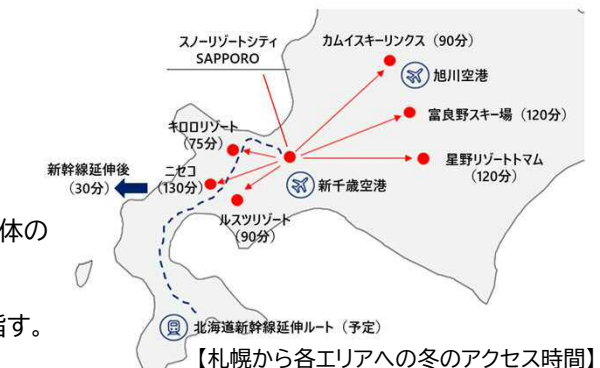 スノーリゾートシティ
SAPPORO
カムイスキーリンクス（90分）
旭川空港
富良野スキー場（120分）
キロロリゾート
（75分）
星野リゾートトマム
（120分）
新幹線延伸後
（30分）
ニセコ
（130分）
新千歳空港
ルスツリゾート
（90分）
体の
指す。
北海道新幹線延伸ルート（予定）
【札幌から各エリアへの冬のアクセス時間】